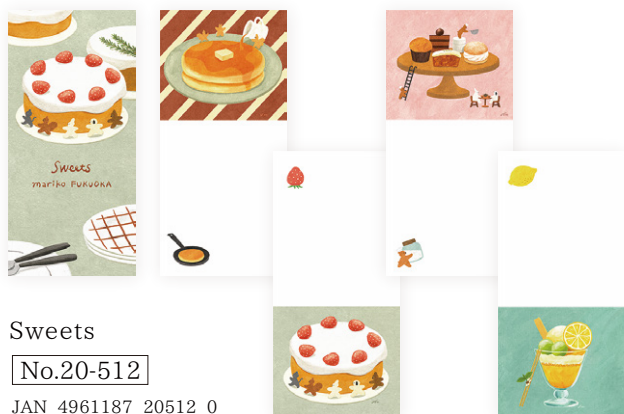 Sweets
mariko FUKUOKA
Sweets
No.20-512
JAN 4961187 20512 0